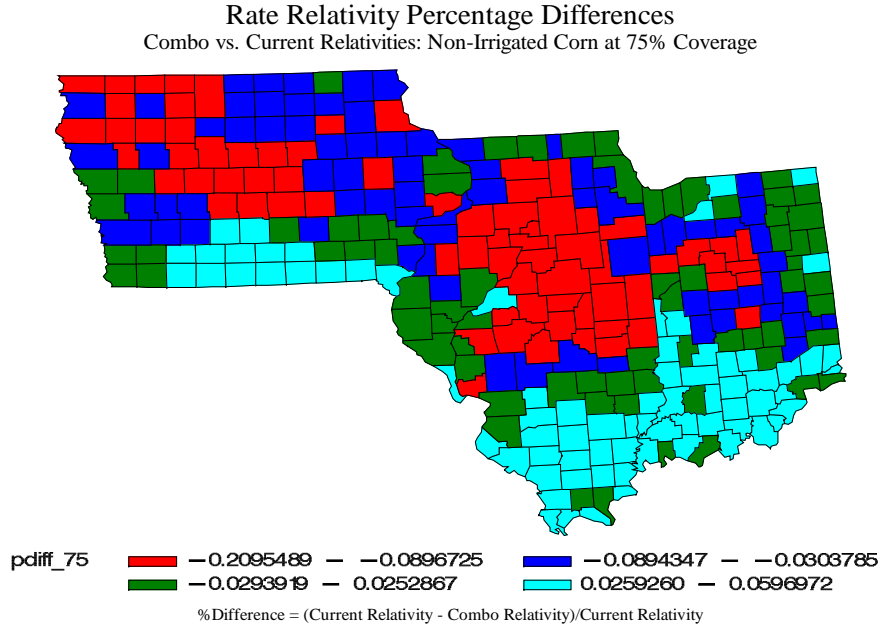 Rate Relativity Percentage Differences
Combo vs. Current Relativities: Non-Irrigated Corn at 75% Coverage
pdiff_75 −0.2095489 − −0.0896725 −0.0894347 − −0.0303785
−0.0293919 − 0.0252867 0.0259260 − 0.0596972
%Difference = (Current Relativity - Combo Relativity)/Current Relativity